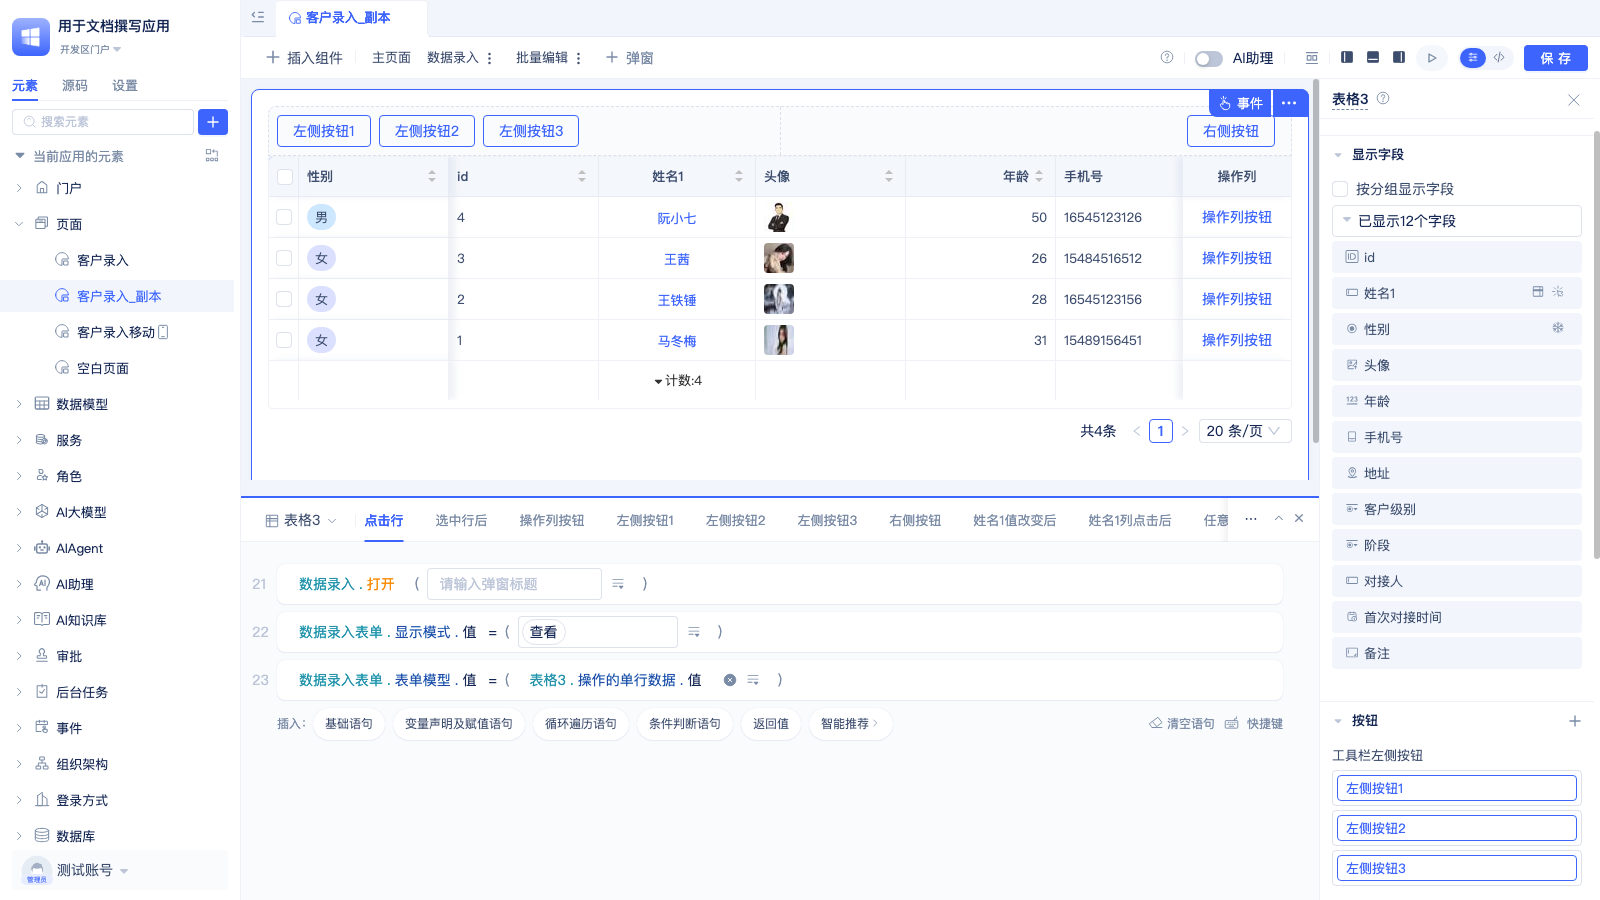 用于文档撰写应用
开发区门户
元素 源码 设置
搜索元素
当前应用的元素
门户
页面
客户录入
客户录入_副本
客户录入移动
空白页面
数据模型
服务
角色
AI大模型
AIAgent
AI助理
AI知识库
审批
后台任务
事件
组织架构
登录方式
数据库
测试账号
管理员
客户录入_副本
插入组件 主页面 数据录入 批量编辑 弹窗
AI助理 保 存
事件
左侧按钮1 左侧按钮2 左侧按钮3 右侧按钮
性别 id 姓名1 头像 年龄 手机号 操作列
男 4 阮小七 50 16545123126 操作列按钮
女 3 王茜 26 15484516512 操作列按钮
女 2 王铁锤 28 16545123156 操作列按钮
女 1 马冬梅 31 15489156451 操作列按钮
计数:4
共4条 1 20 条/页
表格3 点击行 选中行后 操作列按钮 左侧按钮1 左侧按钮2 左侧按钮3 右侧按钮 姓名1值改变后 姓名1列点击后 任意
21 数据录入 . 打开 ( 请输入弹窗标题 )
22 数据录入表单 . 显示模式 . 值 = ( 查看 )
23 数据录入表单 . 表单模型 . 值 = ( 表格3 . 操作的单行数据 . 值 )
插入: 基础语句 变量声明及赋值语句 循环遍历语句 条件判断语句 返回值 智能推荐 清空语句 快捷键
表格3
显示字段
按分组显示字段
已显示12个字段
id
姓名1
性别
头像
年龄
手机号
地址
客户级别
阶段
对接人
首次对接时间
备注
按钮
工具栏左侧按钮
左侧按钮1
左侧按钮2
左侧按钮3